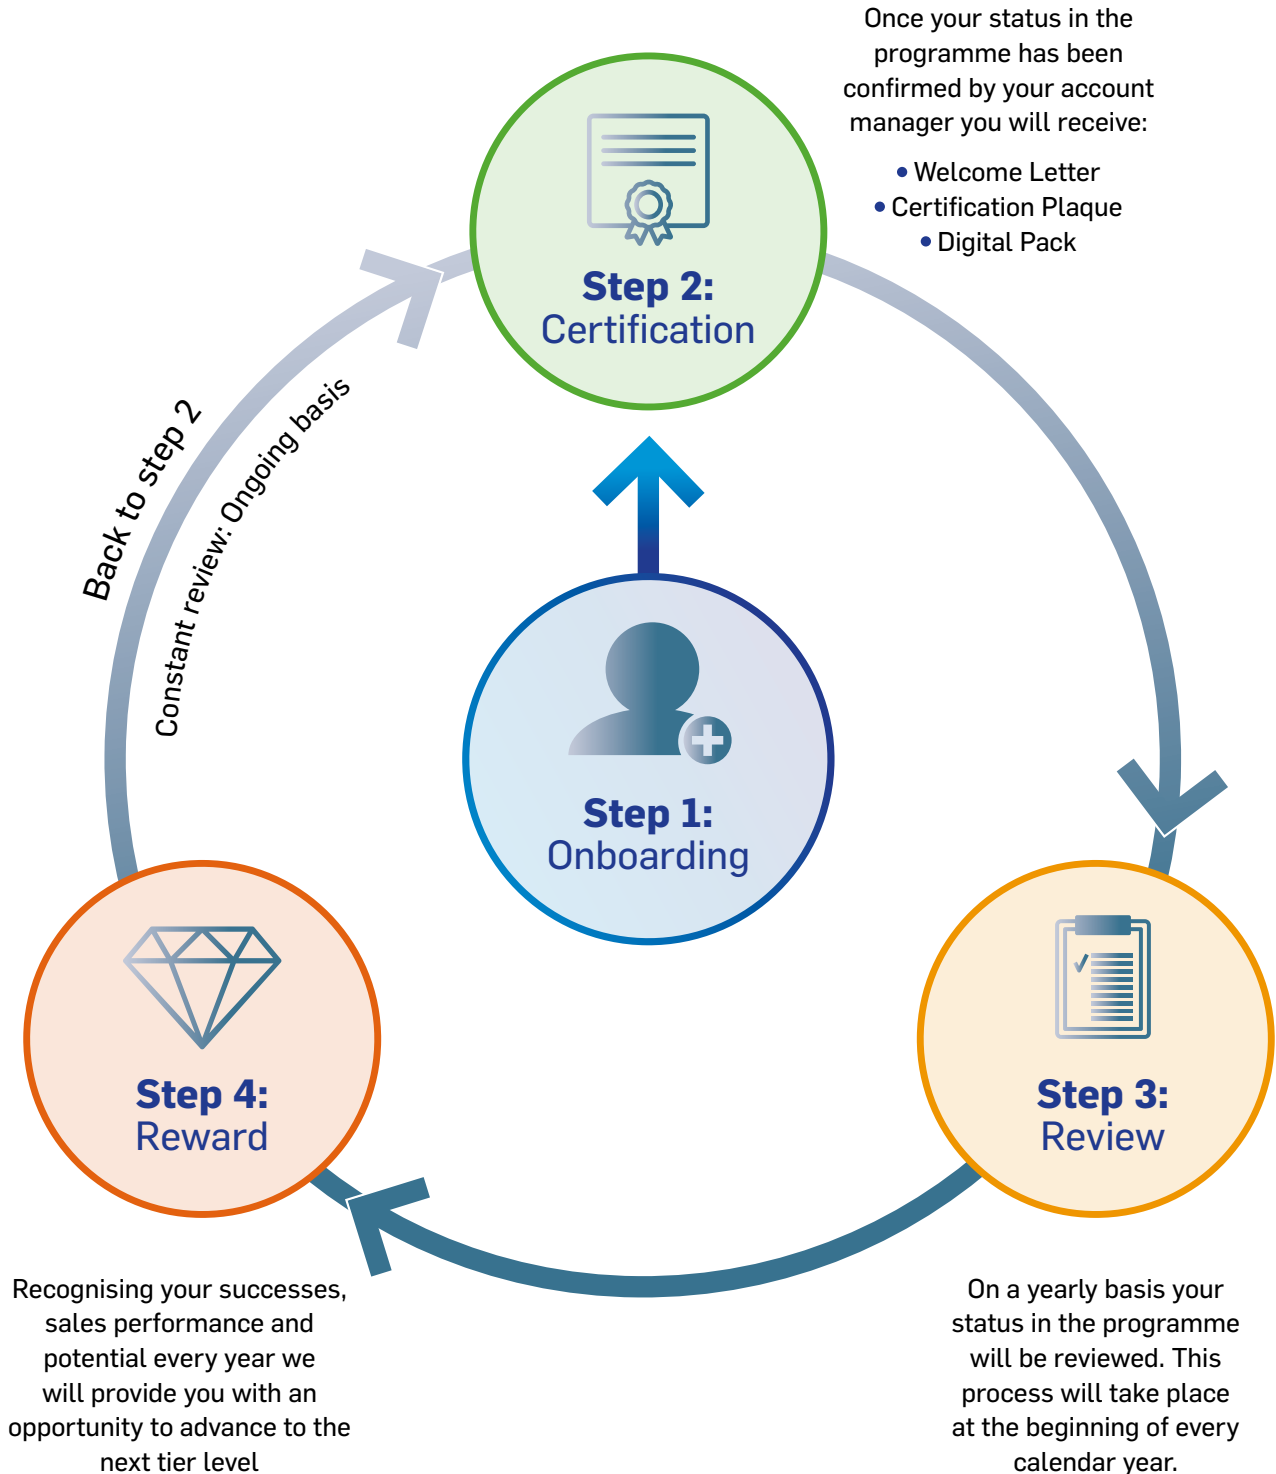 Once your status in the
programme has been
confirmed by your account
manager you will receive:
• Welcome Letter
• Certification Plaque
• Digital Pack
Step 2:
Certification
Back to step 2
Constant review: Ongoing basis
Step 1:
Onboarding
Step 4:
Reward
Step 3:
Review
Recognising your successes,
sales performance and
potential every year we
will provide you with an
opportunity to advance to the
next tier level
On a yearly basis your
status in the programme
will be reviewed. This
process will take place
at the beginning of every
calendar year.